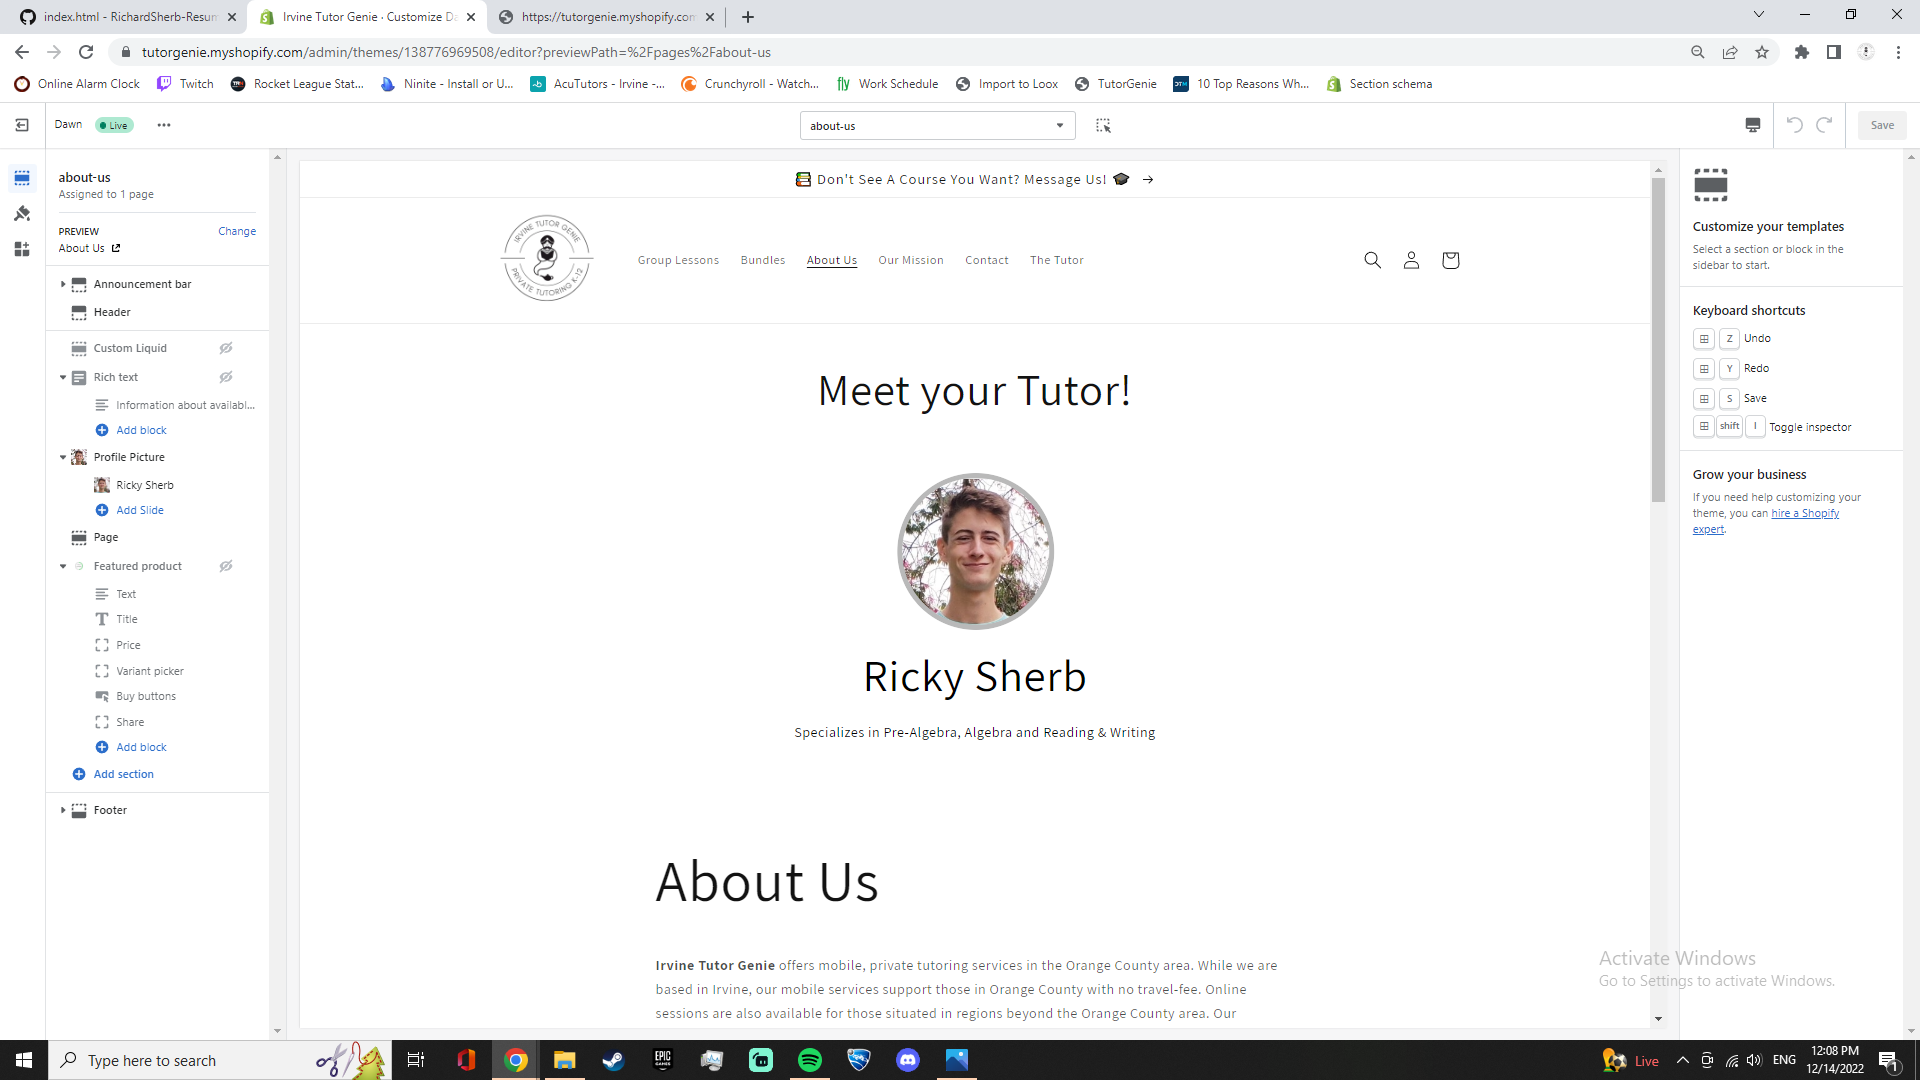 index.html - RichardSherb-Resum
Irvine Tutor Genie · Customize Da
https://tutorgenie.myshopify.com
tutorgenie.myshopify.com/admin/themes/138776969508/editor?previewPath=%2Fpages%2Fabout-us
Online Alarm Clock
Twitch
Rocket League Stat...
Ninite - Install or U...
AcuTutors - Irvine -...
Crunchyroll - Watch...
fly Work Schedule
Import to Loox
TutorGenie
10 Top Reasons Wh...
Section schema
Dawn
Live
about-us
Save
about-us
Assigned to 1 page
PREVIEW
Change
About Us
Announcement bar
Header
Custom Liquid
Rich text
Information about availabl...
Add block
Profile Picture
Ricky Sherb
Add Slide
Page
Featured product
Text
Title
Price
Variant picker
Buy buttons
Share
Add block
Add section
Footer
Don't See A Course You Want? Message Us!
IRVINE TUTOR GENIE
PRIVATE TUTORING K-12
Group Lessons
Bundles
About Us
Our Mission
Contact
The Tutor
Meet your Tutor!
Ricky Sherb
Specializes in Pre-Algebra, Algebra and Reading & Writing
About Us
Irvine Tutor Genie offers mobile, private tutoring services in the Orange County area. While we are
based in Irvine, our mobile services support those in Orange County with no travel-fee. Online
sessions are also available for those situated in regions beyond the Orange County area. Our
Customize your templates
Select a section or block in the
sidebar to start.
Keyboard shortcuts
Z Undo
Y Redo
S Save
shift I Toggle inspector
Grow your business
If you need help customizing your
theme, you can hire a Shopify
expert.
Activate Windows
Go to Settings to activate Windows.
Type here to search
EPIC GAMES
Live
ENG
12:08 PM
12/14/2022
1